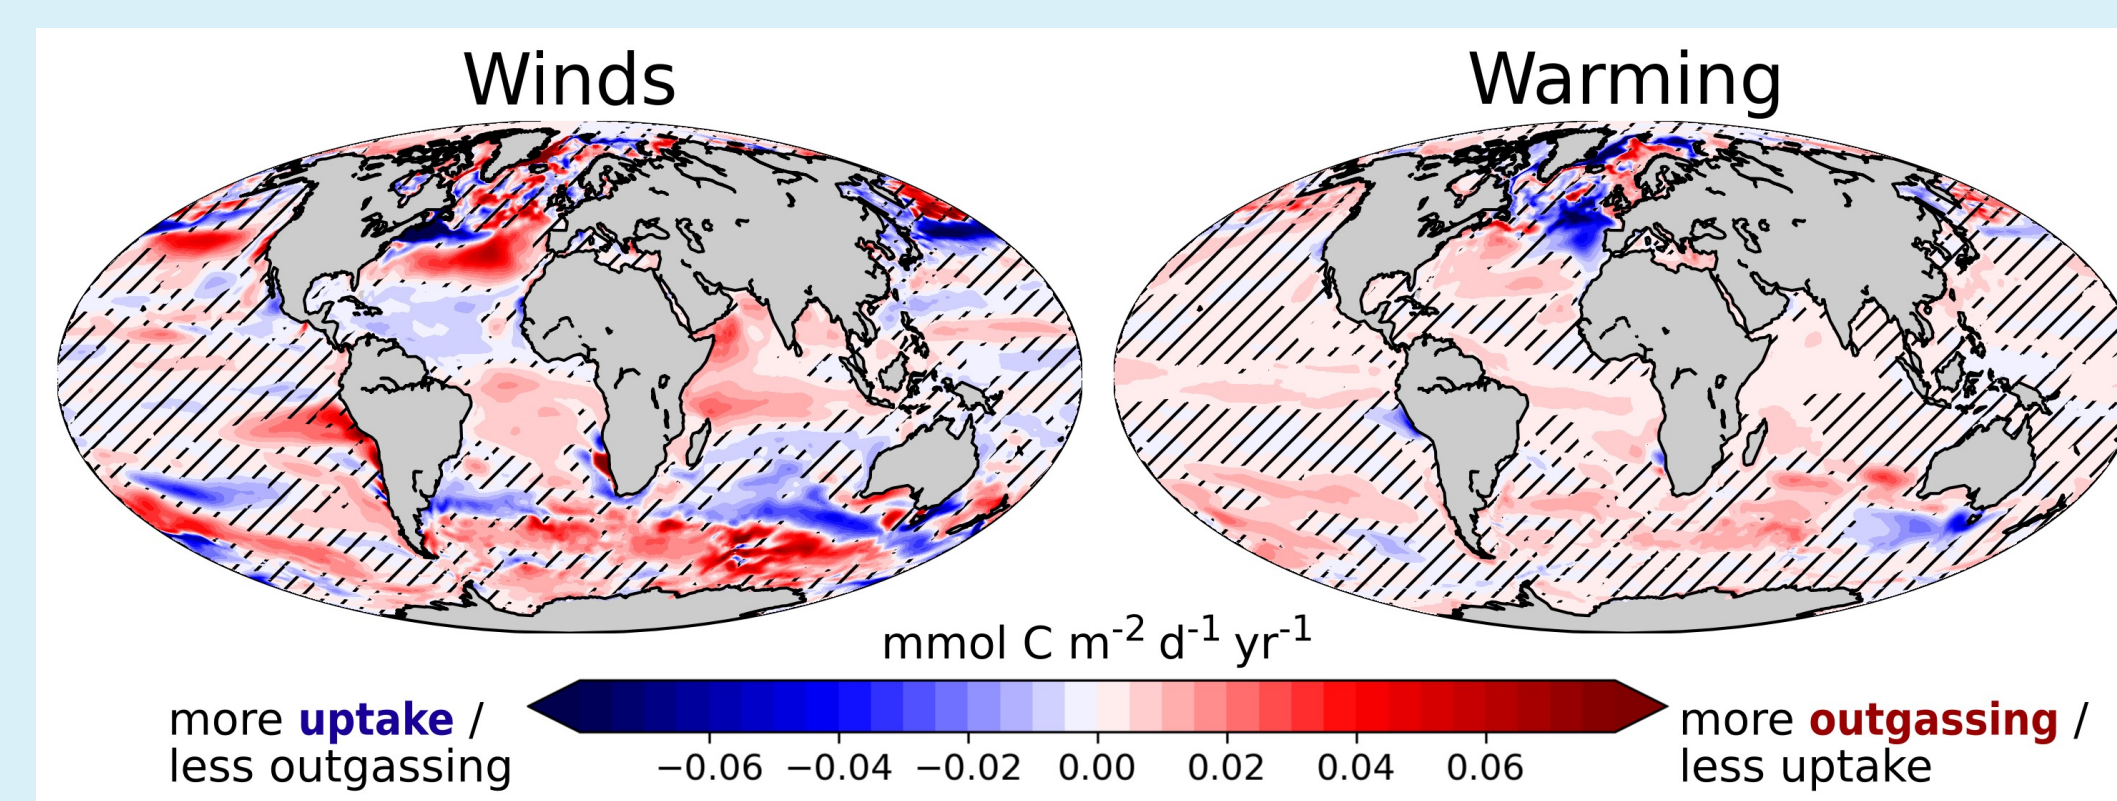 Winds
Warming
mmol C m-2 d-1 yr-1
more uptake /
less outgassing
−0.06 −0.04 −0.02 0.00 0.02 0.04 0.06
more outgassing /
less uptake